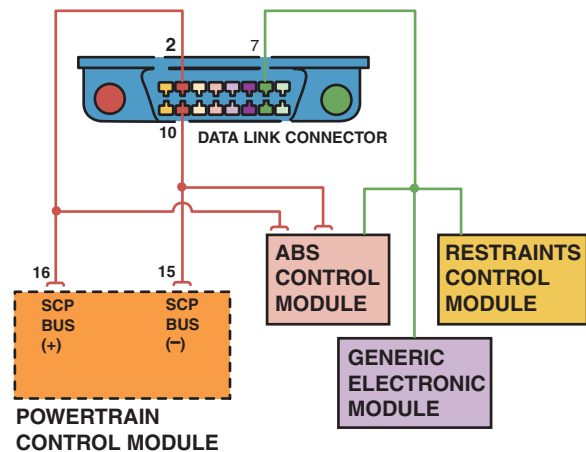 2
7
10
DATA LINK CONNECTOR
16
15
SCP
BUS
(+)
SCP
BUS
(–)
POWERTRAIN
CONTROL MODULE
ABS
CONTROL
MODULE
RESTRAINTS
CONTROL
MODULE
GENERIC
ELECTRONIC
MODULE